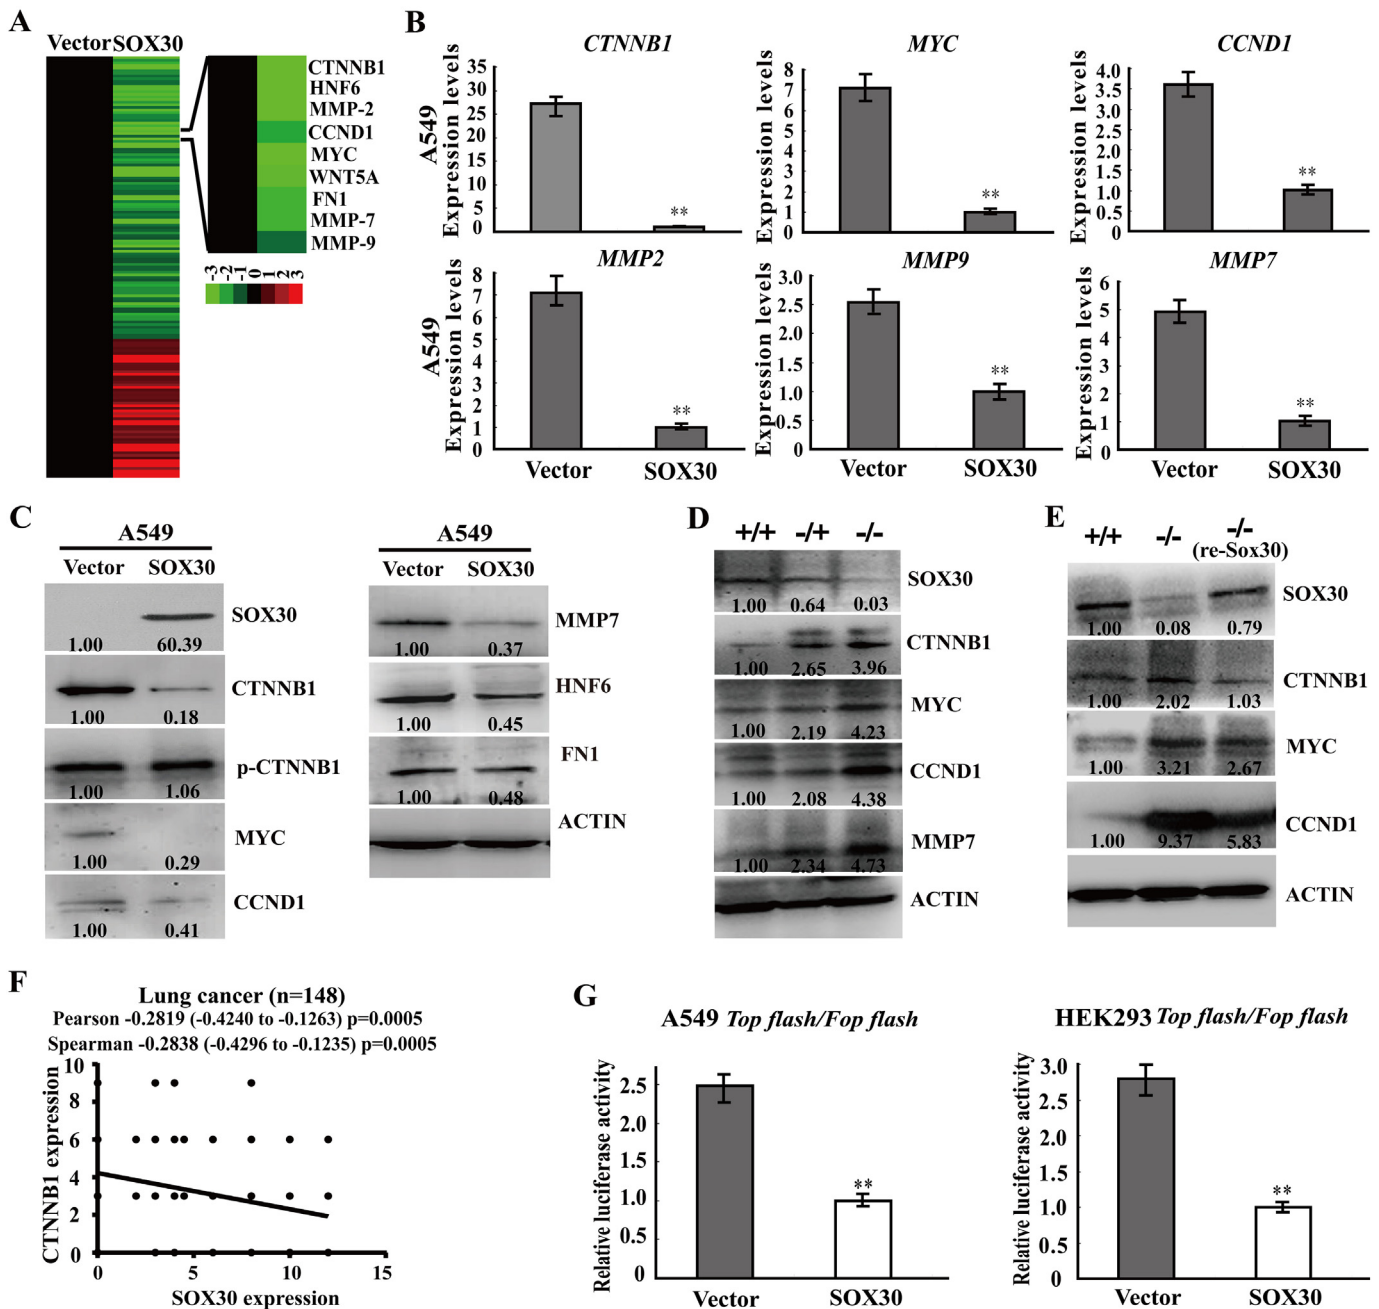 A
Vector SOX30
CTNNB1
HNF6
MMP-2
CCND1
MYC
WNT5A
FN1
MMP-7
MMP-9
-3 -2 -1 0 1 2 3
B
CTNNB1
A549
Expression levels
35
30
25
20
15
10
5
0
**
MYC
Expression levels
8
7
6
5
4
3
2
1
0
**
CCND1
Expression levels
4.0
3.5
3.0
2.5
2.0
1.5
1.0
0.5
0
**
MMP2
A549
Expression levels
8
7
6
5
4
3
2
1
0
**
Vector SOX30
MMP9
Expression levels
3.0
2.5
2.0
1.5
1.0
0.5
0
**
Vector SOX30
MMP7
Expression levels
6
5
4
3
2
1
0
**
Vector SOX30
C
A549
Vector SOX30
SOX30
1.00 60.39
CTNNB1
1.00 0.18
p-CTNNB1
1.00 1.06
MYC
1.00 0.29
CCND1
1.00 0.41
A549
Vector SOX30
MMP7
1.00 0.37
HNF6
1.00 0.45
FN1
1.00 0.48
ACTIN
D
+/+ -/+ -/-
SOX30
1.00 0.64 0.03
CTNNB1
1.00 2.65 3.96
MYC
1.00 2.19 4.23
CCND1
1.00 2.08 4.38
MMP7
1.00 2.34 4.73
ACTIN
E
+/+ -/- -/-
(re-Sox30)
SOX30
1.00 0.08 0.79
CTNNB1
1.00 2.02 1.03
MYC
1.00 3.21 2.67
CCND1
1.00 9.37 5.83
ACTIN
F
Lung cancer (n=148)
Pearson -0.2819 (-0.4240 to -0.1263) p=0.0005
Spearman -0.2838 (-0.4296 to -0.1235) p=0.0005
CTNNB1 expression
10
8
6
4
2
0
0 5 10 15
SOX30 expression
G
A549 Top flash/Fop flash
Relative luciferase activity
2.5
2.0
1.5
1.0
0.5
0
**
Vector SOX30
HEK293 Top flash/Fop flash
Relative luciferase activity
3.0
2.5
2.0
1.5
1.0
0.5
0
**
Vector SOX30